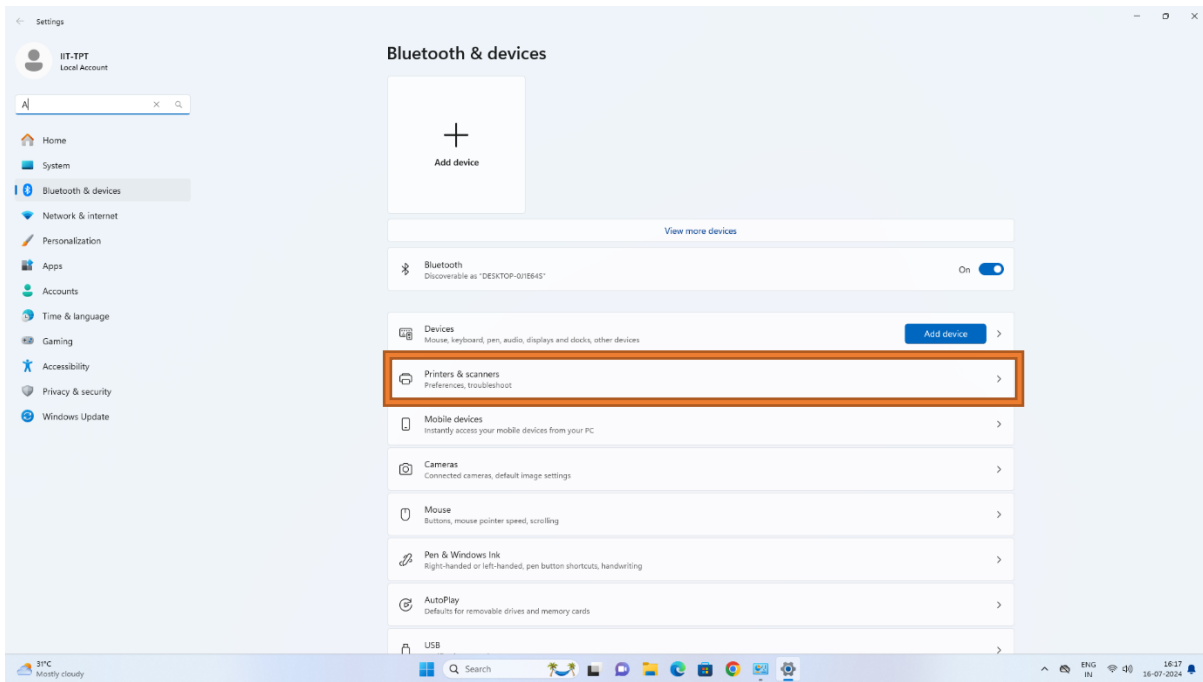 Settings
IIT-TPT
Local Account
A
Home
System
Bluetooth & devices
Network & internet
Personalization
Apps
Accounts
Time & language
Gaming
Accessibility
Privacy & security
Windows Update
Bluetooth & devices
Add device
View more devices
Bluetooth
Discoverable as "DESKTOP-0J1E64S"
On
Devices
Mouse, keyboard, pen, audio, displays and docks, other devices
Add device
Printers & scanners
Preferences, troubleshoot
Mobile devices
Instantly access your mobile devices from your PC
Cameras
Connected cameras, default image settings
Mouse
Buttons, mouse pointer speed, scrolling
Pen & Windows Ink
Right-handed or left-handed, pen button shortcuts, handwriting
AutoPlay
Defaults for removable drives and memory cards
USB
31°C
Mostly cloudy
Search
ENG
IN
16:17
16-07-2024